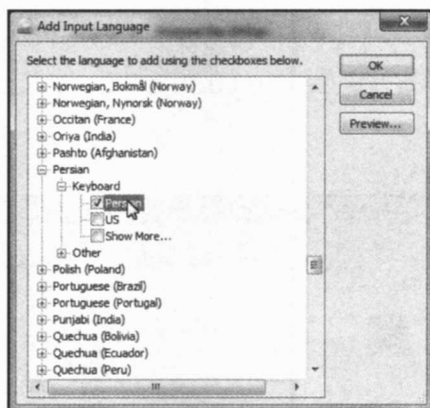 Add Input Language
Select the language to add using the checkboxes below.
Norwegian, Bokmål (Norway)
Norwegian, Nynorsk (Norway)
Occitan (France)
Oriya (India)
Pashto (Afghanistan)
Persian
Keyboard
Persian
US
Show More...
Other
Polish (Poland)
Portuguese (Brazil)
Portuguese (Portugal)
Punjabi (India)
Quechua (Bolivia)
Quechua (Ecuador)
Quechua (Peru)
OK
Cancel
Preview...